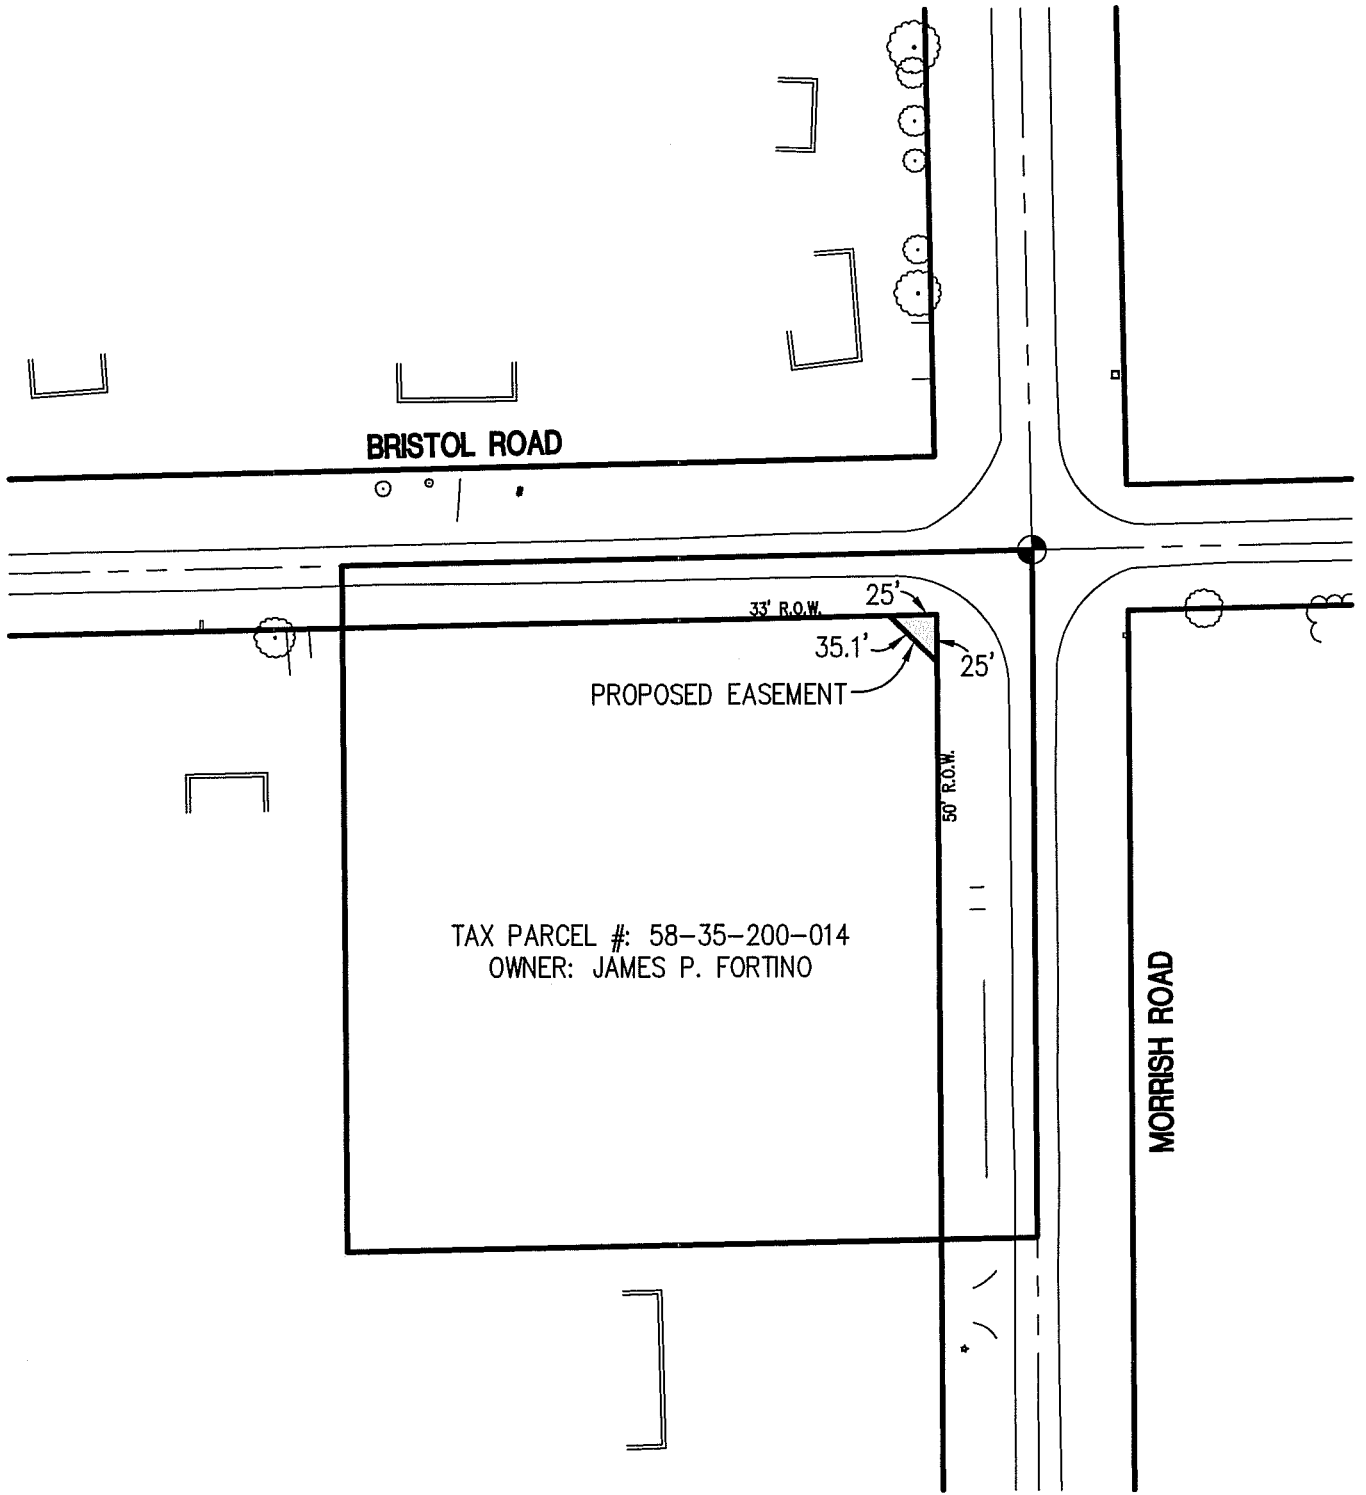 BRISTOL ROAD
33' R.O.W.
25'
35.1'
25'
PROPOSED EASEMENT
50' R.O.W.
TAX PARCEL #: 58-35-200-014
OWNER: JAMES P. FORTINO
MORRISH ROAD